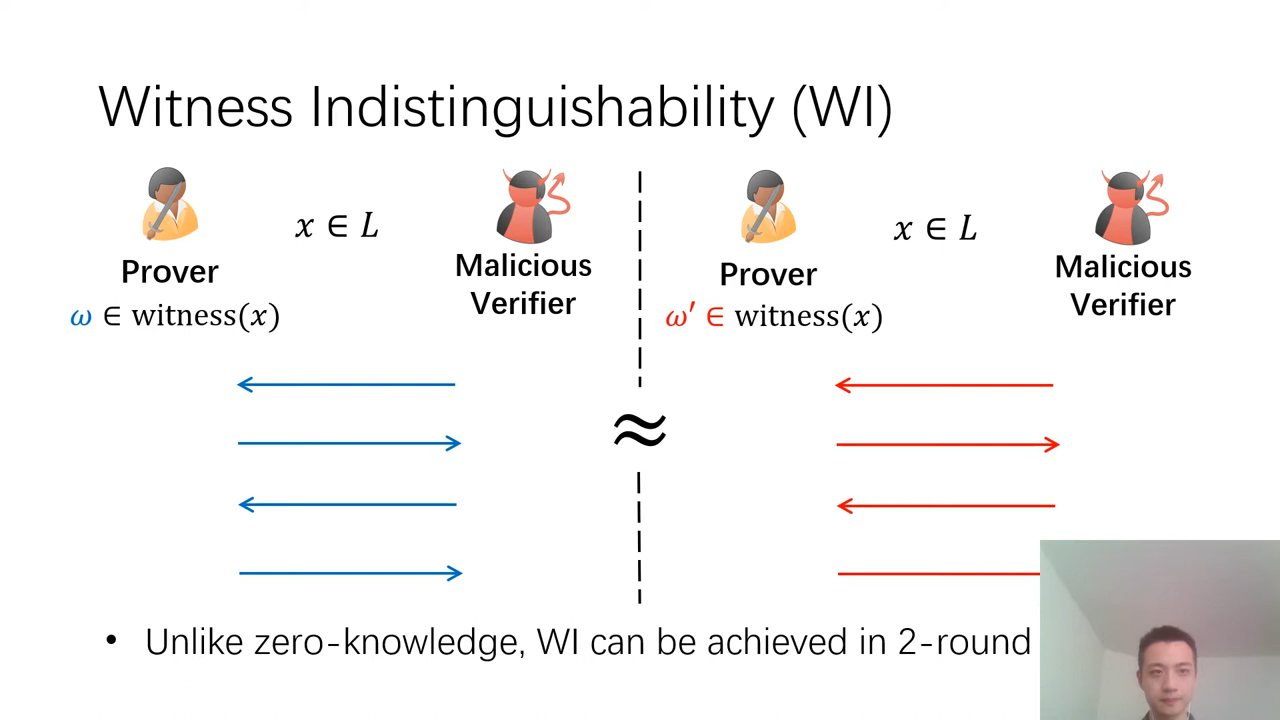 Witness Indistinguishability (WI)
x ∈ L
x ∈ L
Prover
Malicious
Verifier
Prover
Malicious
Verifier
ω ∈ witness(x)
ω′ ∈ witness(x)
≈
• Unlike zero-knowledge, WI can be achieved in 2-round